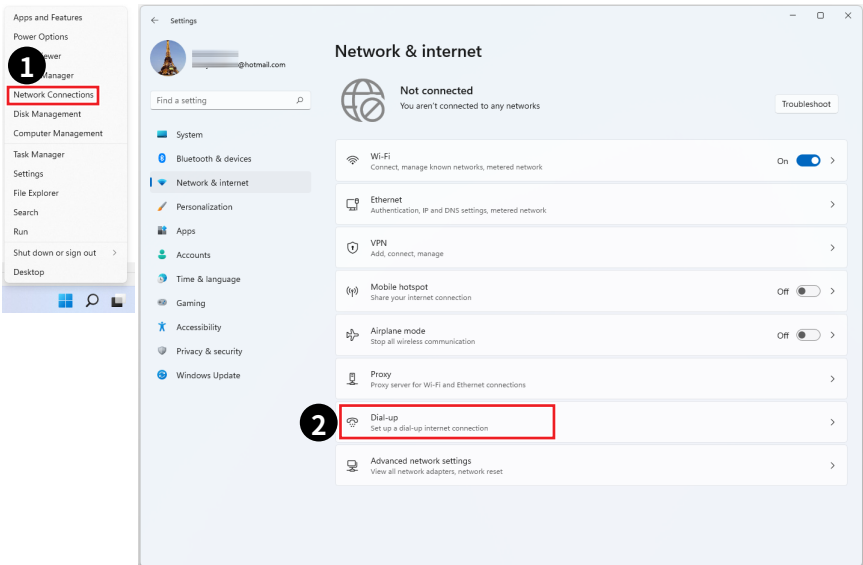 Apps and Features
Power Options
ewer
1
Manager
Network Connections
Disk Management
Computer Management
Task Manager
Settings
File Explorer
Search
Run
Shut down or sign out
Desktop
Settings
@hotmail.com
Find a setting
System
Bluetooth & devices
Network & internet
Personalization
Apps
Accounts
Time & language
Gaming
Accessibility
Privacy & security
Windows Update
Network & internet
Not connected
You aren't connected to any networks
Troubleshoot
Wi-Fi
Connect, manage known networks, metered network
On
Ethernet
Authentication, IP and DNS settings, metered network
VPN
Add, connect, manage
Mobile hotspot
Share your internet connection
Off
Airplane mode
Stop all wireless communication
Off
Proxy
Proxy server for Wi-Fi and Ethernet connections
2
Dial-up
Set up a dial-up internet connection
Advanced network settings
View all network adapters, network reset